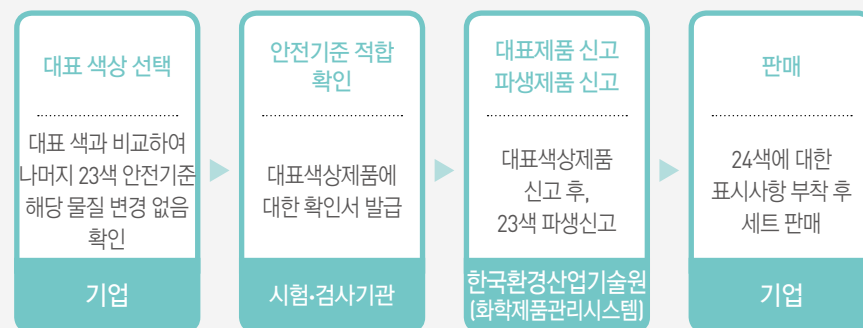 대표 색상 선택
대표 색과 비교하여
나머지 23색 안전기준
해당 물질 변경 없음
확인
기업
안전기준 적합
확인
대표색상제품에
대한 확인서 발급
시험•검사기관
대표제품 신고
파생제품 신고
대표색상제품
신고 후,
23색 파생신고
한국환경산업기술원
(화학제품관리시스템)
판매
24색에 대한
표시사항 부착 후
세트 판매
기업